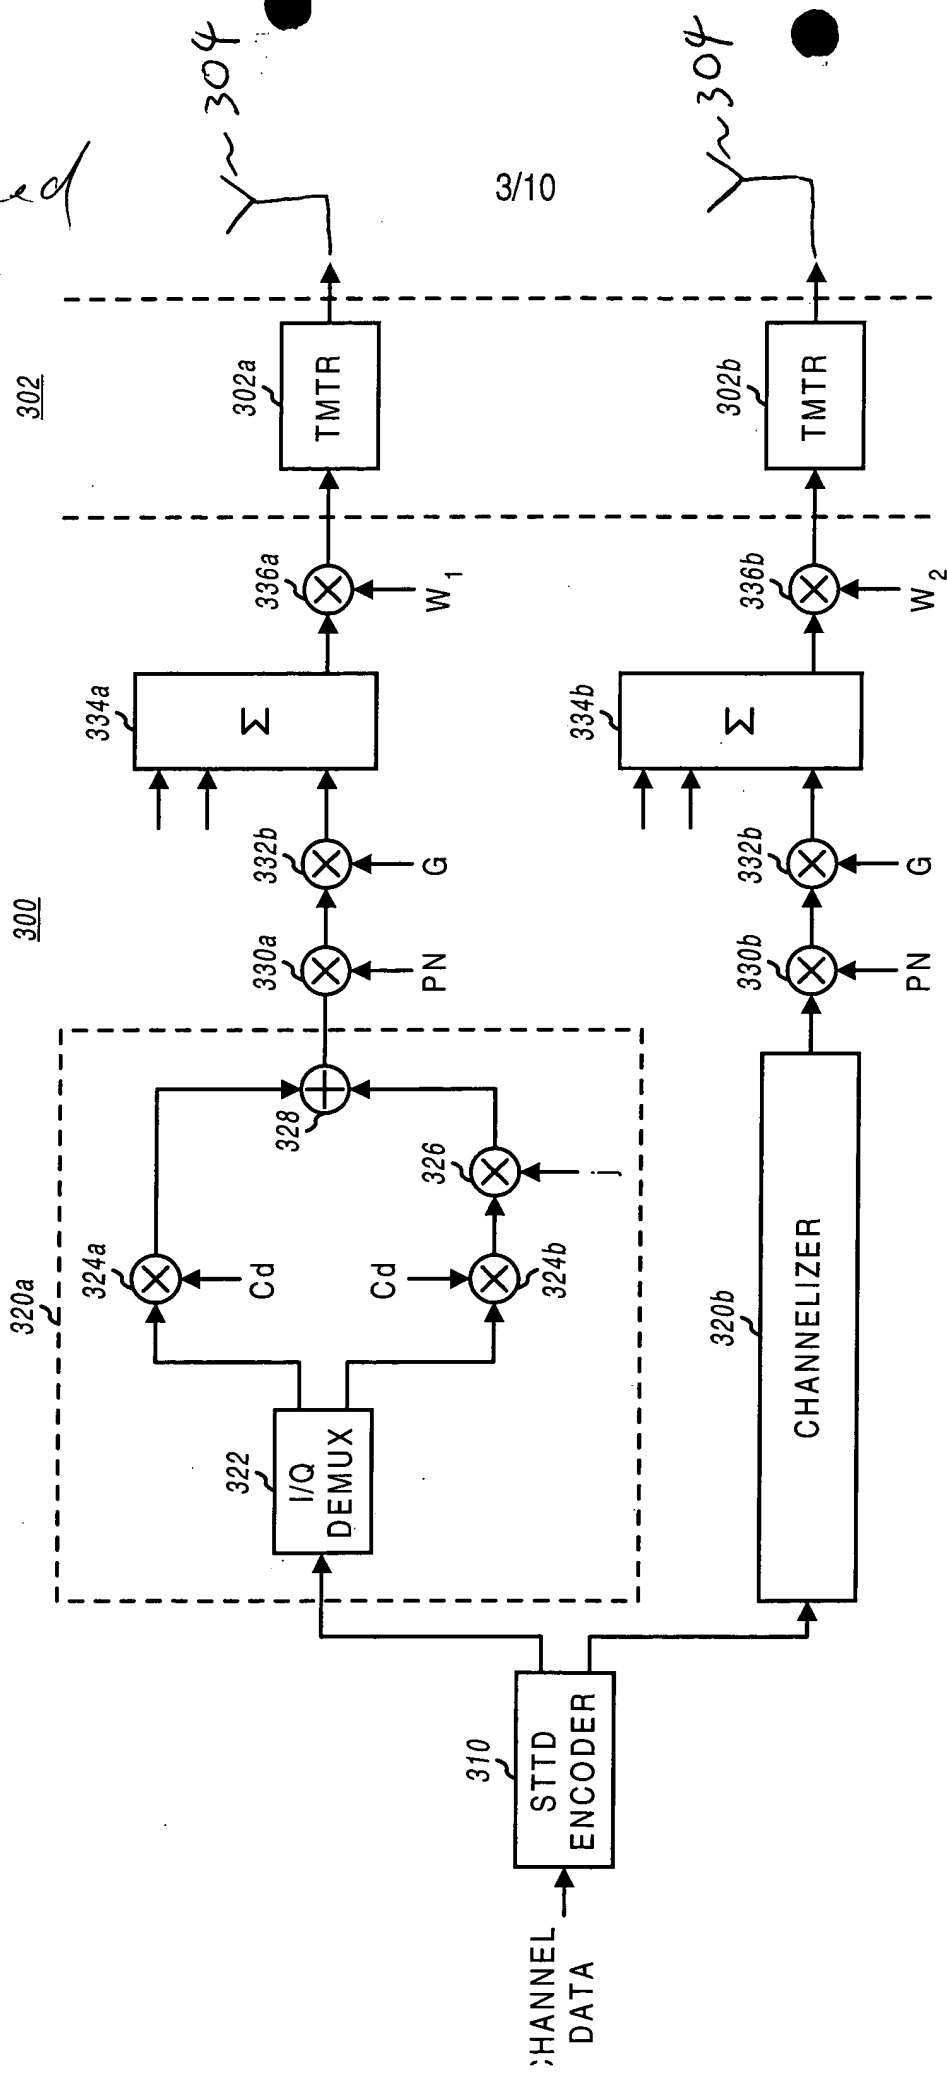 3/10
300
302
CHANNEL
DATA
310
STTD
ENCODER
320a
322
I/Q
DEMUX
324a
Cd
Cd
324b
326
j
328
330a
PN
332b
G
334a
Σ
336a
W1
302a
TMTR
~304
320b
CHANNELIZER
330b
PN
332b
G
334b
Σ
336b
W2
302b
TMTR
~304